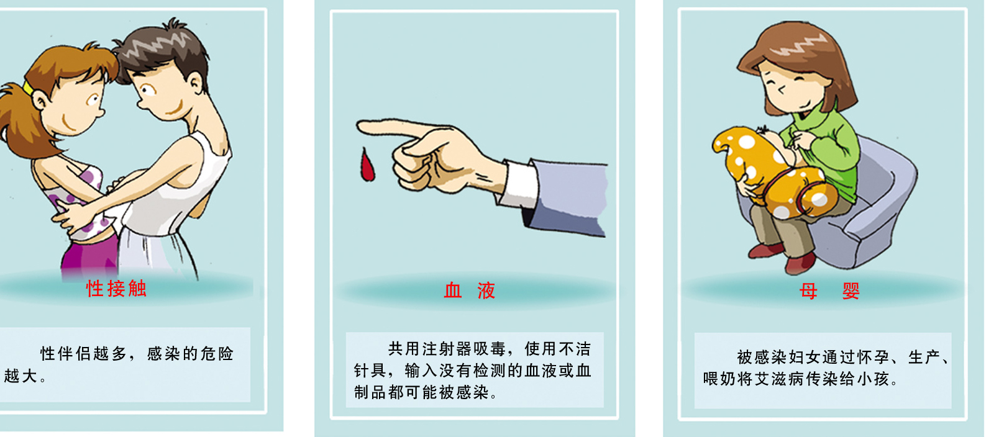 性接触
性伴侣越多，感染的危险
越大。
血 液
共用注射器吸毒，使用不洁
针具，输入没有检测的血液或血
制品都可能被感染。
母 婴
被感染妇女通过怀孕、生产、
喂奶将艾滋病传染给小孩。